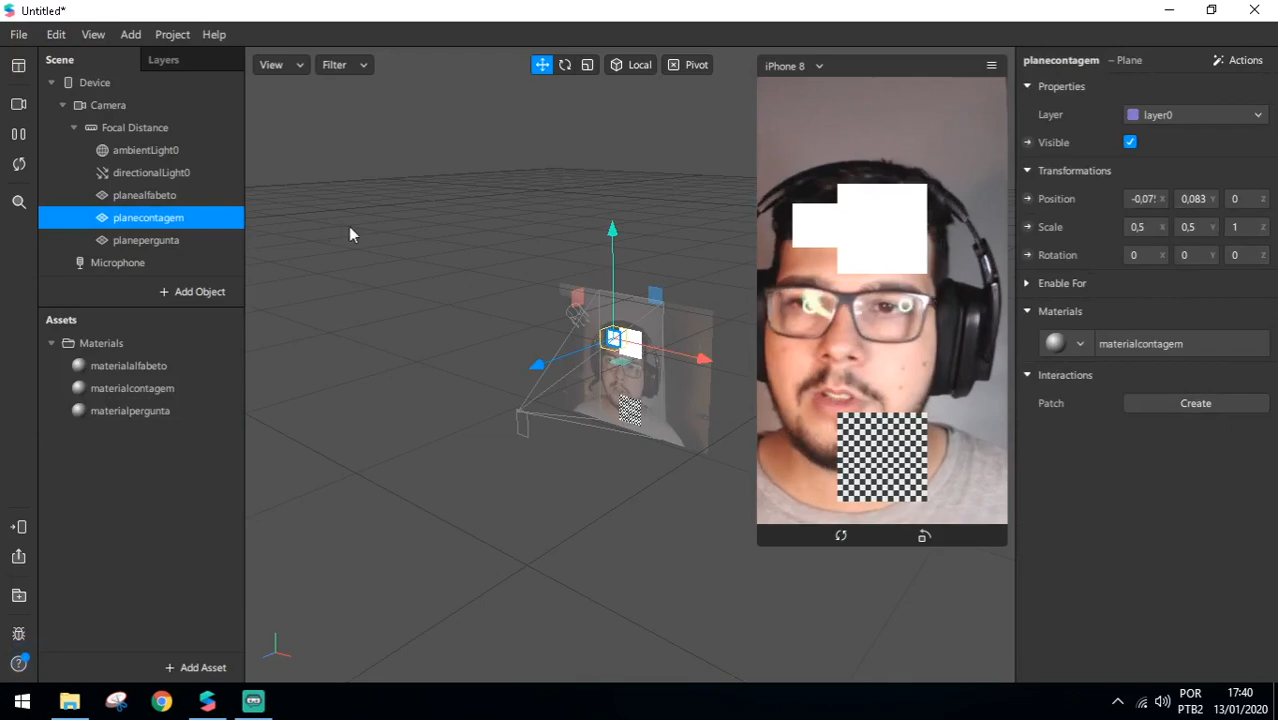 Untitled*
File Edit View Add Project Help
Scene Layers
View Filter Local Pivot
iPhone 8
planecontagem – Plane Actions
Device
Camera
Focal Distance
ambientLight0
directionalLight0
planealfabeto
planecontagem
planepergunta
Microphone
+ Add Object
Assets
Materials
materialalfabeto
materialcontagem
materialpergunta
+ Add Asset
Properties
Layer layer0
Visible
Transformations
Position -0,07 X 0,083 Y 0 Z
Scale 0,5 X 0,5 Y 1 Z
Rotation 0 X 0 Y 0 Z
Enable For
Materials
materialcontagem
Interactions
Patch Create
POR 17:40
PTB2 13/01/2020